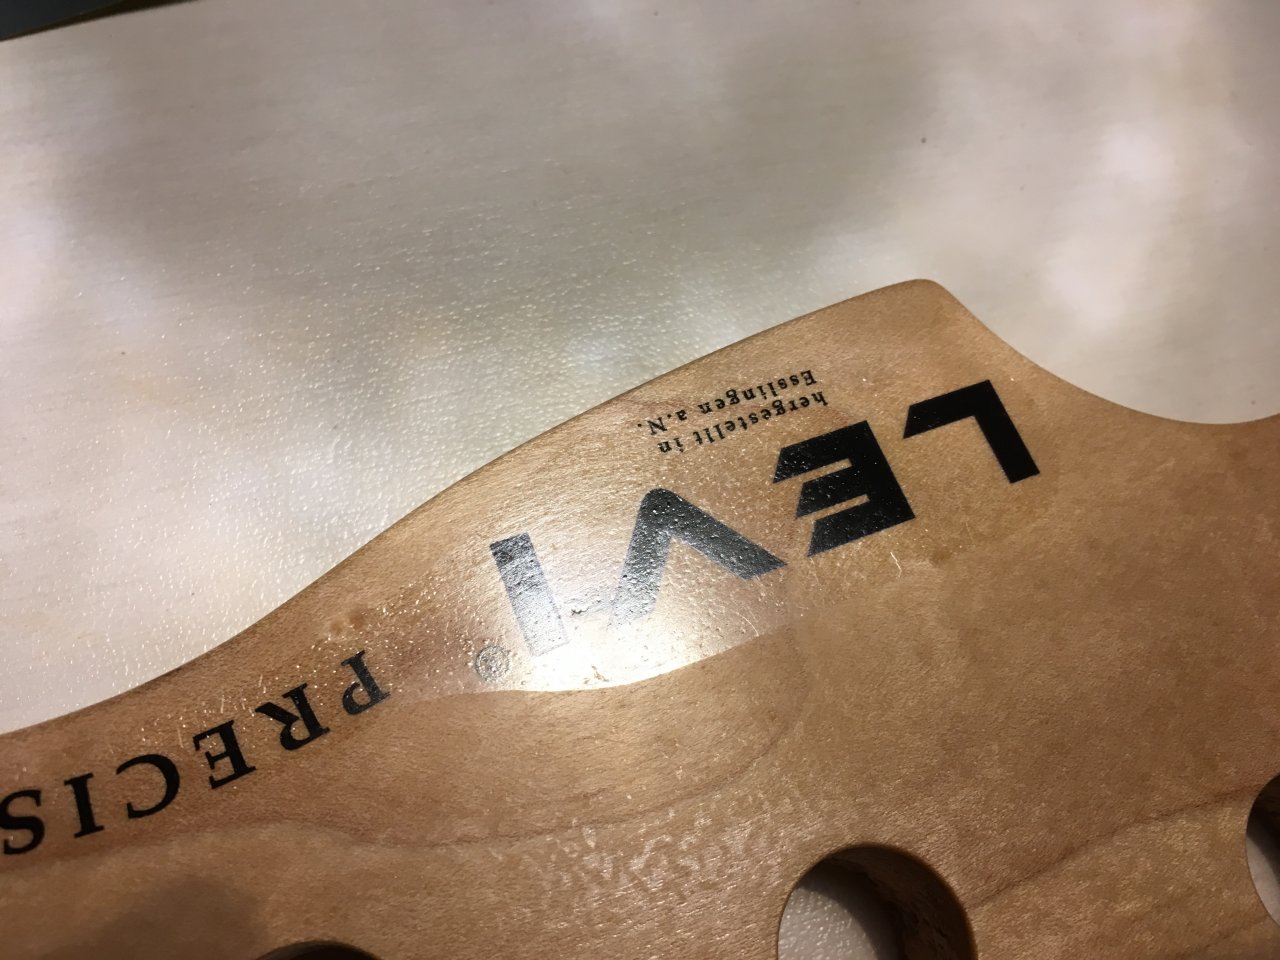 LEVI®
hergestellt in
Esslingen a.N.
PRECIS